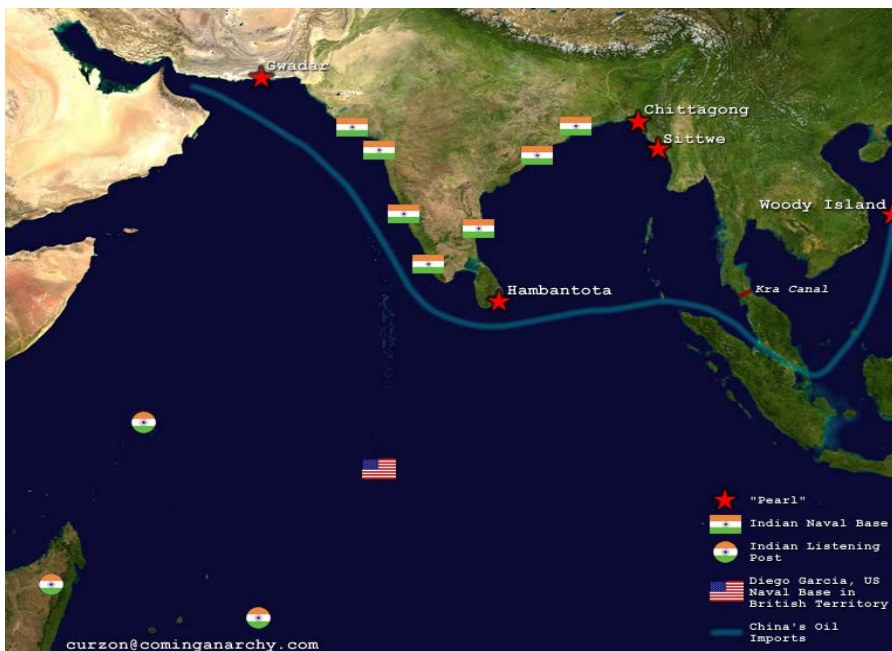 Gwadar
Chittagong
Sittwe
Woody Island
Kra Canal
Hambantota
"Pearl"
Indian Naval Base
Indian Listening
Post
Diego Garcia, US
Naval Base in
British Territory
China's Oil
Imports
curzon@cominganarchy.com